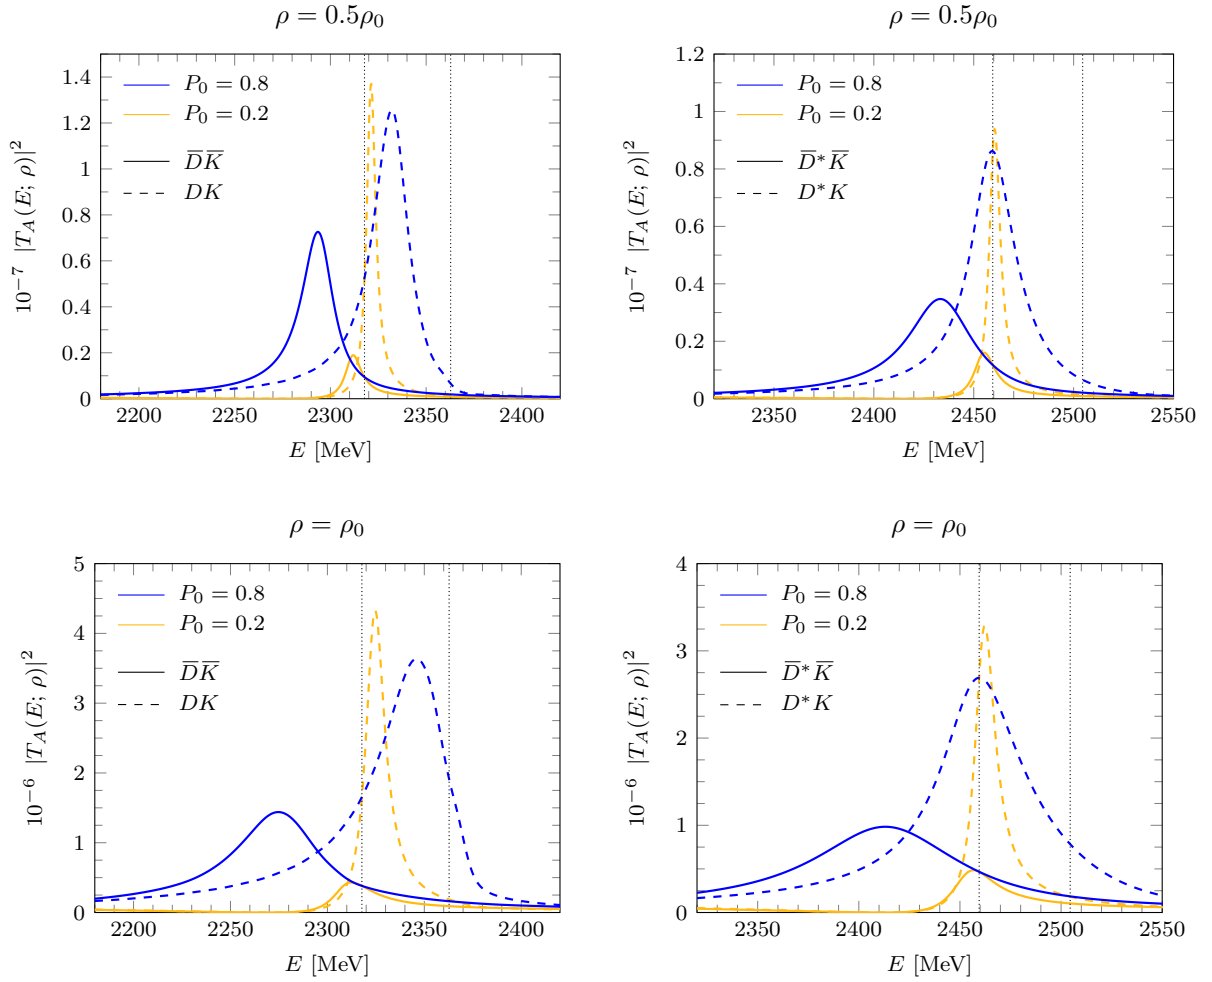 ρ = 0.5ρ₀
10⁻⁷ |T_A(E; ρ)|²
1.4
1.2
1
0.8
0.6
0.4
0.2
0
P₀ = 0.8
P₀ = 0.2
D̅K̅
DK
2200 2250 2300 2350 2400
E [MeV]
ρ = 0.5ρ₀
10⁻⁷ |T_A(E; ρ)|²
1.2
1
0.8
0.6
0.4
0.2
0
P₀ = 0.8
P₀ = 0.2
D̅*K̅
D*K
2350 2400 2450 2500 2550
E [MeV]
ρ = ρ₀
10⁻⁶ |T_A(E; ρ)|²
5
4
3
2
1
0
P₀ = 0.8
P₀ = 0.2
D̅K̅
DK
2200 2250 2300 2350 2400
E [MeV]
ρ = ρ₀
10⁻⁶ |T_A(E; ρ)|²
4
3
2
1
0
P₀ = 0.8
P₀ = 0.2
D̅*K̅
D*K
2350 2400 2450 2500 2550
E [MeV]